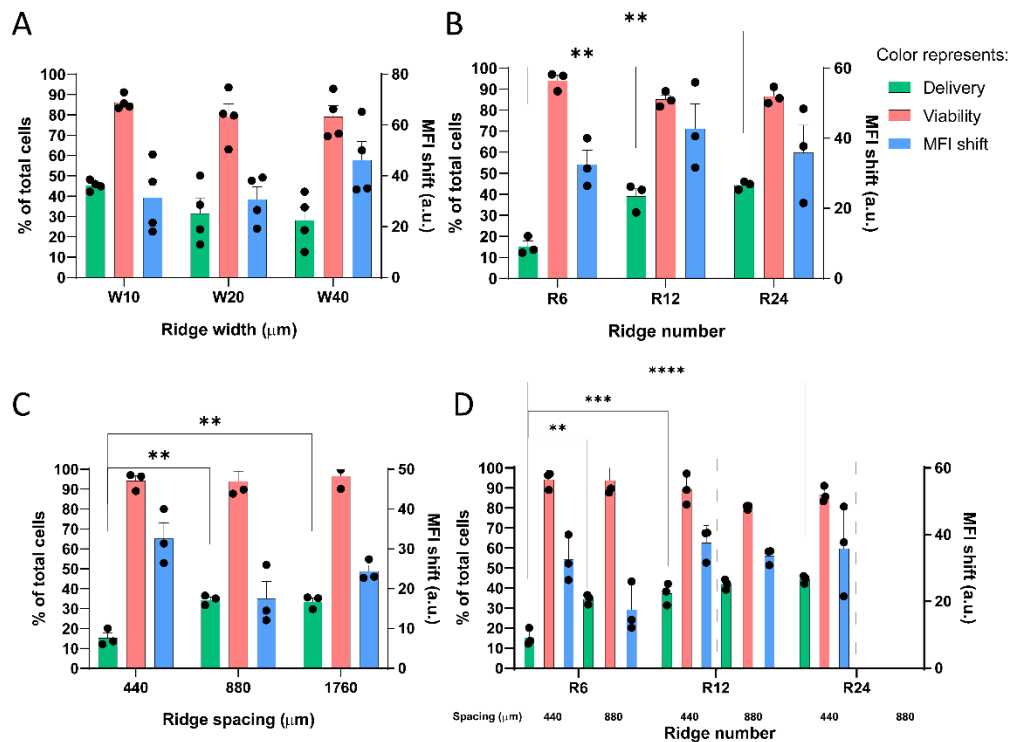 A
% of total cells
100
90
80
70
60
50
40
30
20
10
0
80
60
40
20
0
MFI shift (a.u.)
W10 W20 W40
Ridge width (μm)
B
**
**
% of total cells
100
90
80
70
60
50
40
30
20
10
0
60
40
20
0
MFI shift (a.u.)
R6 R12 R24
Ridge number
Color represents:
Delivery
Viability
MFI shift
C
**
**
% of total cells
100
90
80
70
60
50
40
30
20
10
0
50
40
30
20
10
0
MFI shift (a.u.)
440 880 1760
Ridge spacing (μm)
D
****
***
**
% of total cells
100
90
80
70
60
50
40
30
20
10
0
60
40
20
0
MFI shift (a.u.)
R6 R12 R24
Spacing (μm) 440 880 440 880 440 880
Ridge number